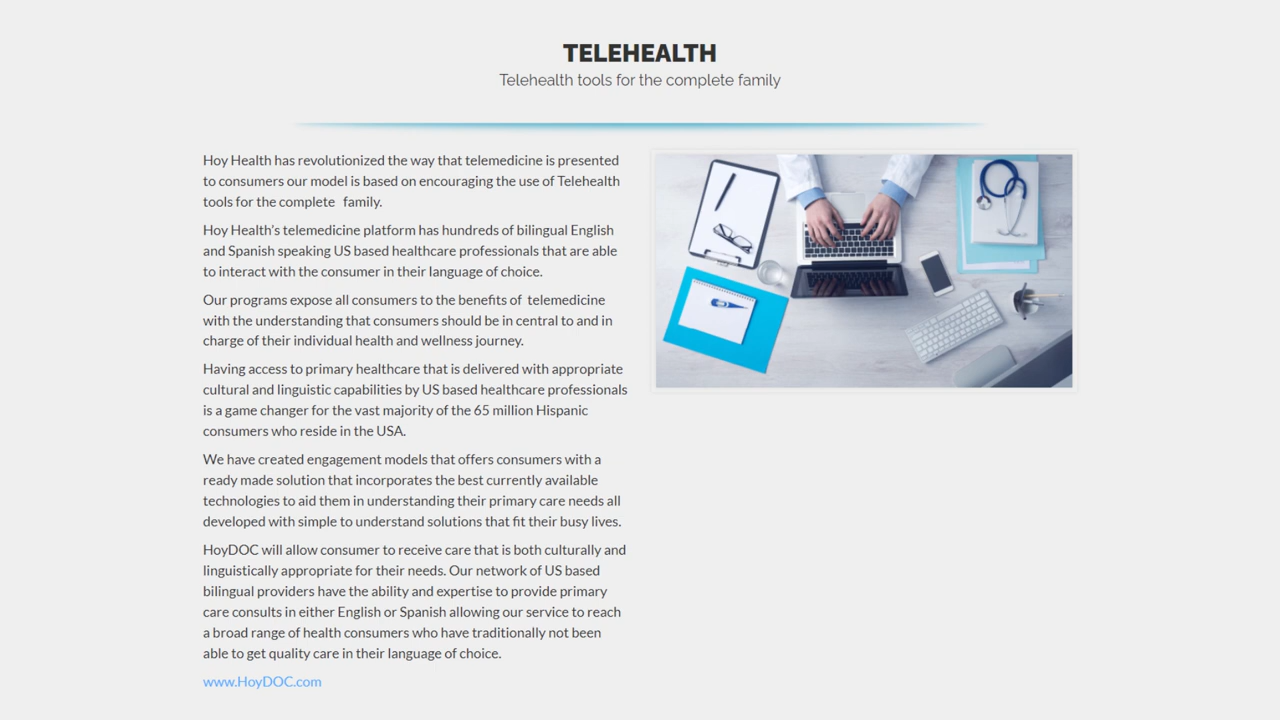 TELEHEALTH
Telehealth tools for the complete family
Hoy Health has revolutionized the way that telemedicine is presented
to consumers our model is based on encouraging the use of Telehealth
tools for the complete family.
Hoy Health's telemedicine platform has hundreds of bilingual English
and Spanish speaking US based healthcare professionals that are able
to interact with the consumer in their language of choice.
Our programs expose all consumers to the benefits of telemedicine
with the understanding that consumers should be in central to and in
charge of their individual health and wellness journey.
Having access to primary healthcare that is delivered with appropriate
cultural and linguistic capabilities by US based healthcare professionals
is a game changer for the vast majority of the 65 million Hispanic
consumers who reside in the USA.
We have created engagement models that offers consumers with a
ready made solution that incorporates the best currently available
technologies to aid them in understanding their primary care needs all
developed with simple to understand solutions that fit their busy lives.
HoyDOC will allow consumer to receive care that is both culturally and
linguistically appropriate for their needs. Our network of US based
bilingual providers have the ability and expertise to provide primary
care consults in either English or Spanish allowing our service to reach
a broad range of health consumers who have traditionally not been
able to get quality care in their language of choice.
www.HoyDOC.com